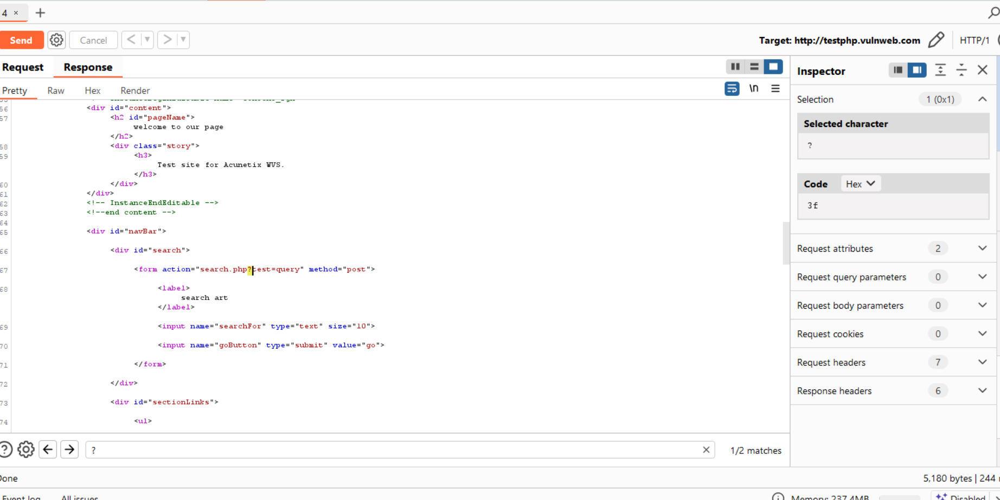 4 × +
Send Cancel < >
Target: http://testphp.vulnweb.com HTTP/1
Request Response
Inspector
Pretty Raw Hex Render
\n
Selection 1 (0x1)
56 <div id="content">
57 <h2 id="pageName">
welcome to our page
</h2>
58 <div class="story">
59 <h3>
Test site for Acunetix WVS.
</h3>
60 </div>
61 </div>
62 <!-- InstanceEndEditable -->
63 <!--end content -->
64
65 <div id="navBar">
66 <div id="search">
67 <form action="search.php?test=query" method="post">
68 <label>
search art
</label>
69 <input name="searchFor" type="text" size="10">
70 <input name="goButton" type="submit" value="go">
71 </form>
72 </div>
73 <div id="sectionLinks">
74 <ul>
Selected character
?
Code Hex
3f
Request attributes 2
Request query parameters 0
Request body parameters 0
Request cookies 0
Request headers 7
Response headers 6
? 1/2 matches
Done
5,180 bytes | 244
Event log All issues
Memory: 237.4MB Disabled